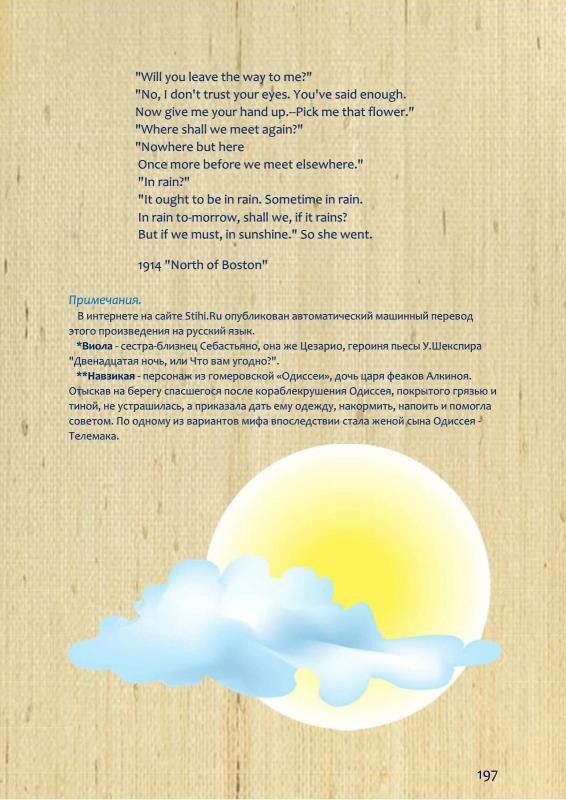 "Will you leave the way to me?"
"No, I don't trust your eyes. You've said enough.
Now give me your hand up.--Pick me that flower."
"Where shall we meet again?"
"Nowhere but here
Once more before we meet elsewhere."
"In rain?"
"It ought to be in rain. Sometime in rain.
In rain to-morrow, shall we, if it rains?
But if we must, in sunshine." So she went.
1914 "North of Boston"
Примечания.
В интернете на сайте Stihi.Ru опубликован автоматический машинный перевод
этого произведения на русский язык.
*Виола - сестра-близнец Себастьяно, она же Цезарио, героиня пьесы У.Шекспира
"Двенадцатая ночь, или Что вам угодно?".
**Навзикая - персонаж из гомеровской «Одиссеи», дочь царя феаков Алкиноя.
Отыскав на берегу спасшегося после кораблекрушения Одиссея, покрытого грязью и
тиной, не устрашилась, а приказала дать ему одежду, накормить, напоить и помогла
советом. По одному из вариантов мифа впоследствии стала женой сына Одиссея -
Телемака.
197